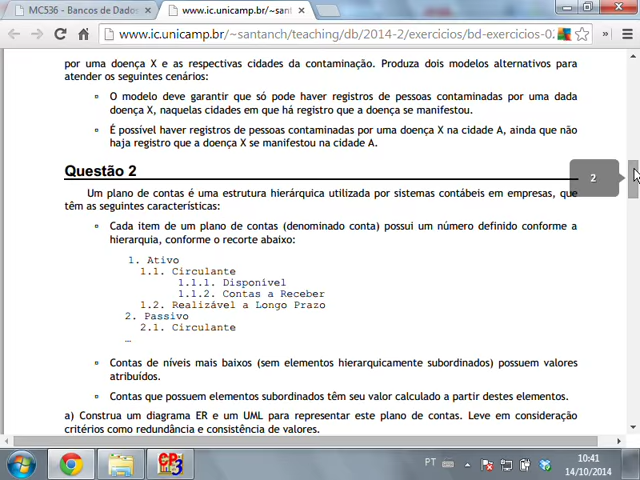 MC536 - Bancos de Dados
www.ic.unicamp.br/~sant
www.ic.unicamp.br/~santanch/teaching/db/2014-2/exercicios/bd-exercicios-0
por uma doença X e as respectivas cidades da contaminação. Produza dois modelos alternativos para
atender os seguintes cenários:
▫ O modelo deve garantir que só pode haver registros de pessoas contaminadas por uma dada
doença X, naquelas cidades em que há registro que a doença se manifestou.
▫ É possível haver registros de pessoas contaminadas por uma doença X na cidade A, ainda que não
haja registro que a doença X se manifestou na cidade A.
Questão 2
2
Um plano de contas é uma estrutura hierárquica utilizada por sistemas contábeis em empresas, que
têm as seguintes características:
▫ Cada item de um plano de contas (denominado conta) possui um número definido conforme a
hierarquia, conforme o recorte abaixo:
1. Ativo
1.1. Circulante
1.1.1. Disponível
1.1.2. Contas a Receber
1.2. Realizável a Longo Prazo
2. Passivo
2.1. Circulante
…
▫ Contas de níveis mais baixos (sem elementos hierarquicamente subordinados) possuem valores
atribuídos.
▫ Contas que possuem elementos subordinados têm seu valor calculado a partir destes elementos.
a) Construa um diagrama ER e um UML para representar este plano de contas. Leve em consideração
critérios como redundância e consistência de valores.
PT
10:41
14/10/2014